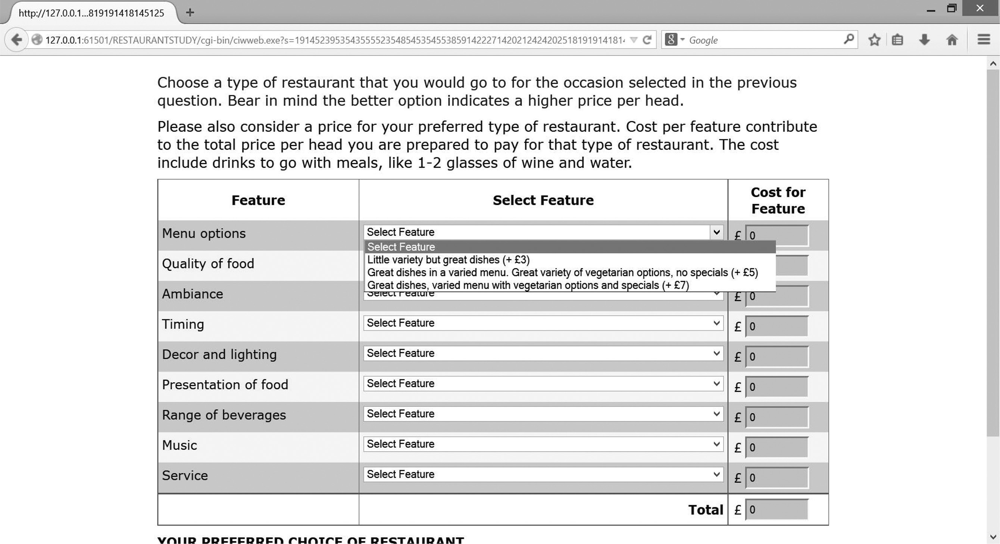 http://127.0.0.1...819191418145125
127.0.0.1:61501/RESTAURANTSTUDY/cgi-bin/ciwweb.exe?s=19145239535435555235485453545538591422271420212424202518191914181
Google
Choose a type of restaurant that you would go to for the occasion selected in the previous
question. Bear in mind the better option indicates a higher price per head.
Please also consider a price for your preferred type of restaurant. Cost per feature contribute
to the total price per head you are prepared to pay for that type of restaurant. The cost
include drinks to go with meals, like 1-2 glasses of wine and water.
Feature Select Feature Cost for
Feature
Menu options Select Feature £ 0
Select Feature
Little variety but great dishes (+ £3)
Quality of food
Great dishes in a varied menu. Great variety of vegetarian options, no specials (+ £5)
Great dishes, varied menu with vegetarian options and specials (+ £7)
Ambiance Select Feature £ 0
Timing Select Feature £ 0
Decor and lighting Select Feature £ 0
Presentation of food Select Feature £ 0
Range of beverages Select Feature £ 0
Music Select Feature £ 0
Service Select Feature £ 0
Total £ 0
YOUR PREFERRED CHOICE OF RESTAURANT